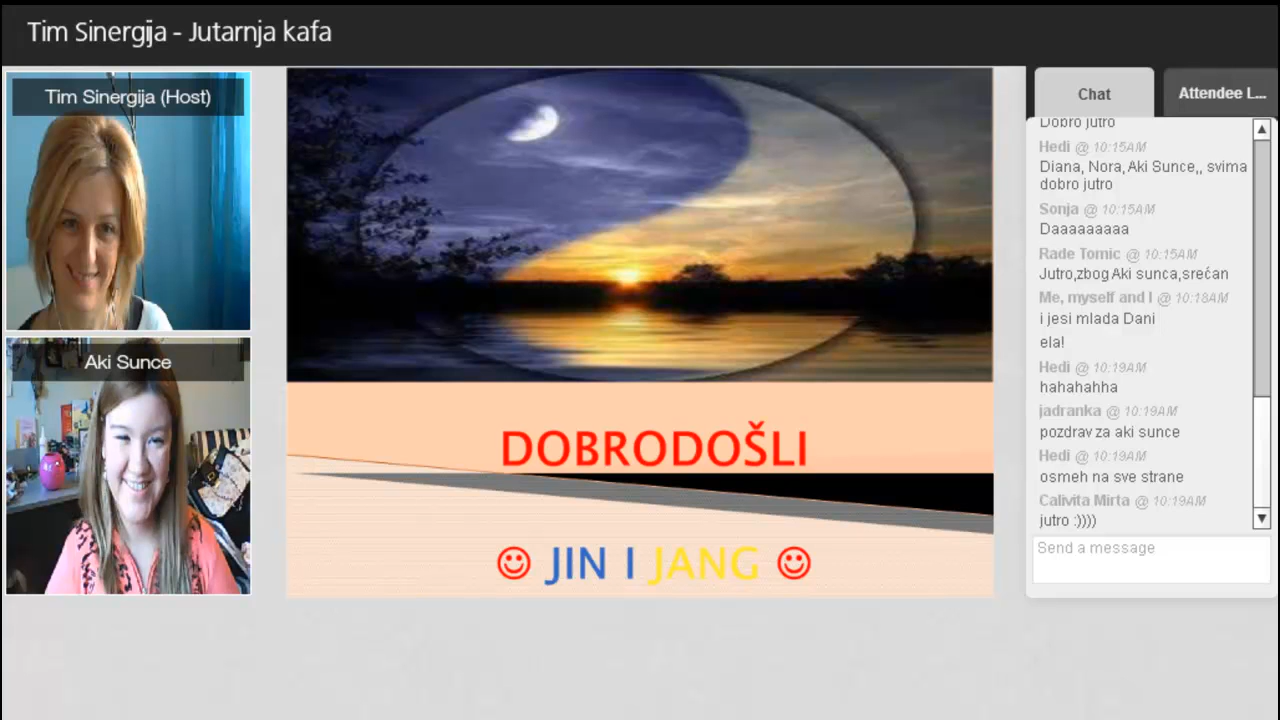 Tim Sinergija - Jutarnja kafa
Tim Sinergija (Host)
Aki Sunce
DOBRODOŠLI
☺ JIN I JANG ☺
Chat
Attendee L...
Dobro jutro
Hedi @ 10:15AM
Diana, Nora, Aki Sunce,, svima
dobro jutro
Sonja @ 10:15AM
Daaaaaaaaa
Rade Tomic @ 10:15AM
Jutro,zbog Aki sunca,srećan
Me, myself and I @ 10:18AM
i jesi mlada Dani
ela!
Hedi @ 10:19AM
hahahahha
jadranka @ 10:19AM
pozdrav za aki sunce
Hedi @ 10:19AM
osmeh na sve strane
Calivita Mirta @ 10:19AM
jutro :))))
Send a message